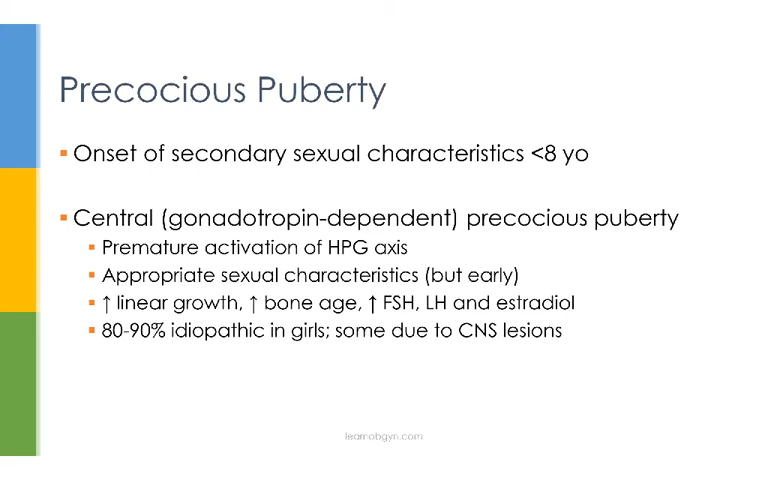 Precocious Puberty
▪ Onset of secondary sexual characteristics <8 yo
▪ Central (gonadotropin-dependent) precocious puberty
▪ Premature activation of HPG axis
▪ Appropriate sexual characteristics (but early)
▪ ↑ linear growth, ↑ bone age, ↑ FSH, LH and estradiol
▪ 80-90% idiopathic in girls; some due to CNS lesions
learnobgyn.com